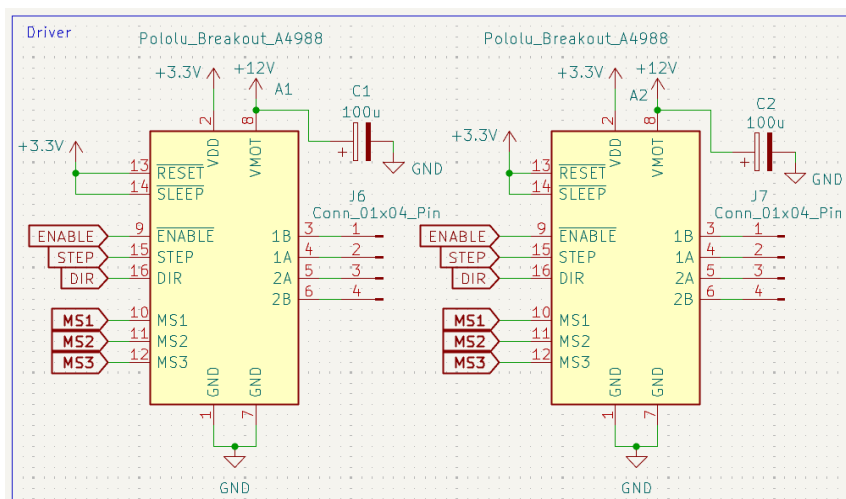 Driver
Pololu_Breakout_A4988
+3.3V
+12V
A1
C1
100u
+
GND
2
8
VDD
VMOT
+3.3V
13
RESET
14
SLEEP
J6
Conn_01x04_Pin
ENABLE
9
ENABLE
1B
3
1
STEP
15
STEP
1A
4
2
DIR
16
DIR
2A
5
3
2B
6
4
MS1
10
MS1
MS2
11
MS2
MS3
12
MS3
GND
GND
1
7
GND
Pololu_Breakout_A4988
+3.3V
+12V
A2
C2
100u
+
GND
2
8
VDD
VMOT
+3.3V
13
RESET
14
SLEEP
J7
Conn_01x04_Pin
ENABLE
9
ENABLE
1B
3
1
STEP
15
STEP
1A
4
2
DIR
16
DIR
2A
5
3
2B
6
4
MS1
10
MS1
MS2
11
MS2
MS3
12
MS3
GND
GND
1
7
GND